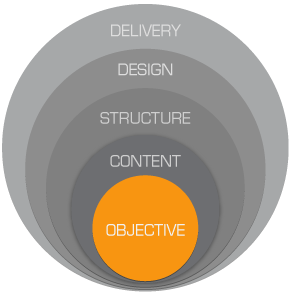 DELIVERY
DESIGN
STRUCTURE
CONTENT
OBJECTIVE